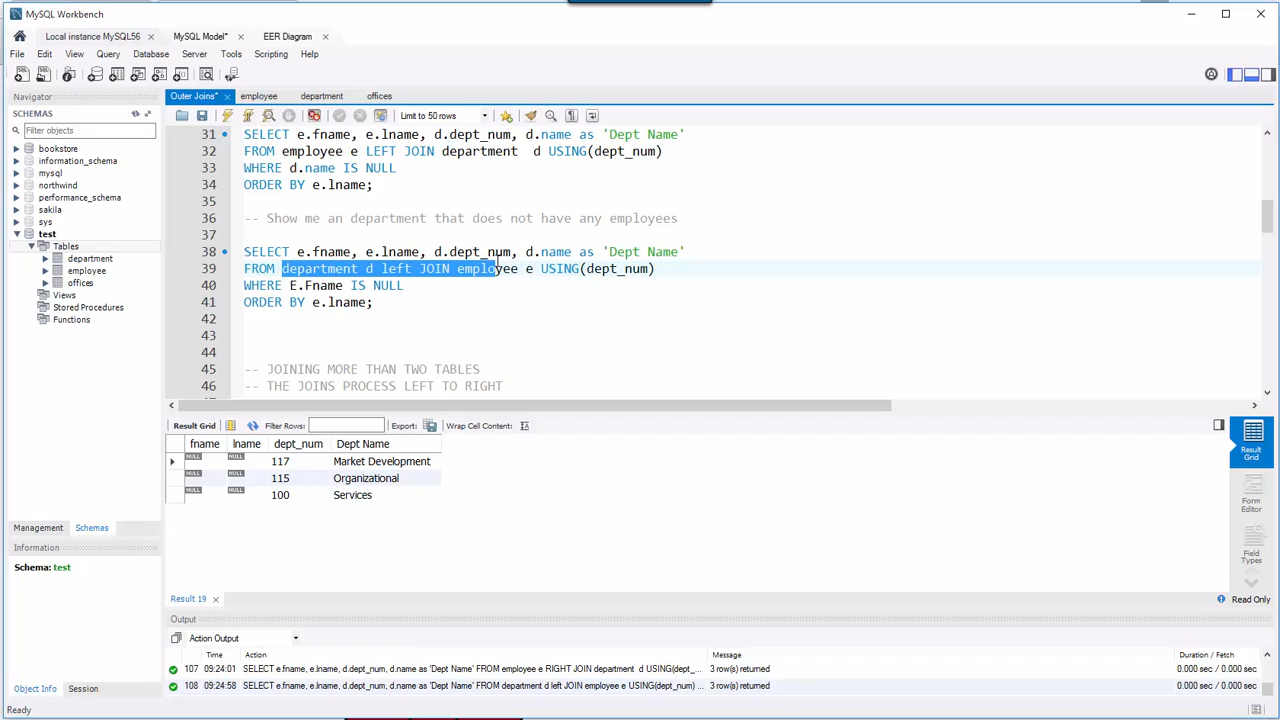 MySQL Workbench
Local instance MySQL56
MySQL Model*
EER Diagram
File Edit View Query Database Server Tools Scripting Help
Navigator
SCHEMAS
Filter objects
bookstore
information_schema
mysql
northwind
performance_schema
sakila
sys
test
Tables
department
employee
offices
Views
Stored Procedures
Functions
Management Schemas
Information
Schema: test
Object Info Session
Outer Joins* employee department offices
Limit to 50 rows
31 SELECT e.fname, e.lname, d.dept_num, d.name as 'Dept Name'
32 FROM employee e LEFT JOIN department d USING(dept_num)
33 WHERE d.name IS NULL
34 ORDER BY e.lname;
35
36 -- Show me an department that does not have any employees
37
38 SELECT e.fname, e.lname, d.dept_num, d.name as 'Dept Name'
39 FROM department d left JOIN employee e USING(dept_num)
40 WHERE E.Fname IS NULL
41 ORDER BY e.lname;
42
43
44
45 -- JOINING MORE THAN TWO TABLES
46 -- THE JOINS PROCESS LEFT TO RIGHT
Result Grid Filter Rows: Export: Wrap Cell Content:
fname lname dept_num Dept Name
NULL NULL 117 Market Development
NULL NULL 115 Organizational
NULL NULL 100 Services
Result Grid
Form Editor
Field Types
Result 19
Read Only
Output
Action Output
Time Action Message Duration / Fetch
107 09:24:01 SELECT e.fname, e.lname, d.dept_num, d.name as 'Dept Name' FROM employee e RIGHT JOIN department d USING(dept_... 3 row(s) returned 0.000 sec / 0.000 sec
108 09:24:58 SELECT e.fname, e.lname, d.dept_num, d.name as 'Dept Name' FROM department d left JOIN employee e USING(dept_num) ... 3 row(s) returned 0.000 sec / 0.000 sec
Ready